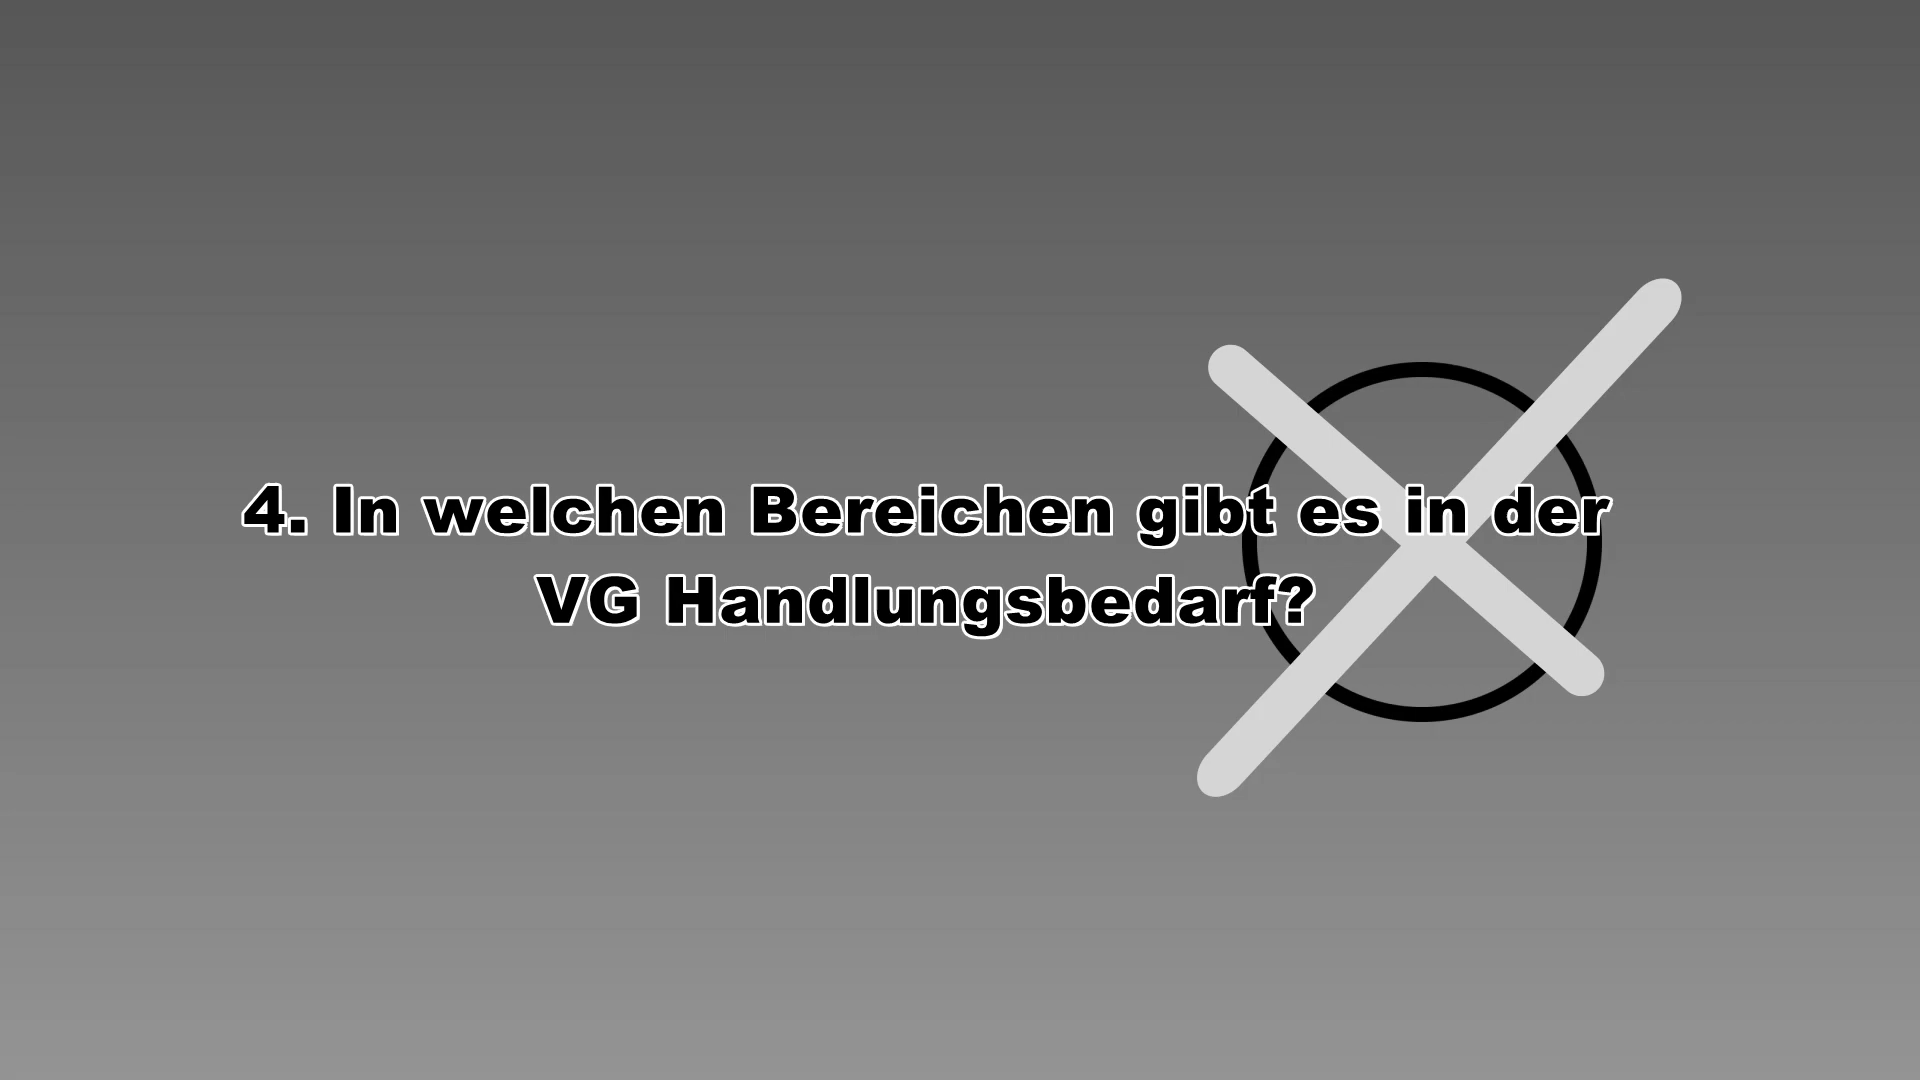 4. In welchen Bereichen gibt es in der
VG Handlungsbedarf?